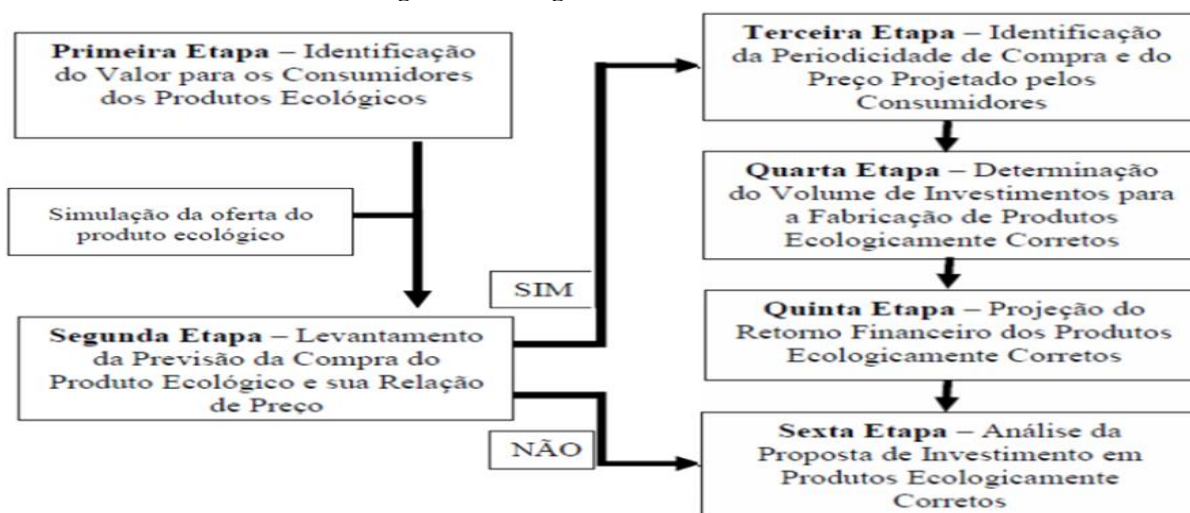 Primeira Etapa – Identificação
do Valor para os Consumidores
dos Produtos Ecológicos
Simulação da oferta do
produto ecológico
Segunda Etapa – Levantamento
da Previsão da Compra do
Produto Ecológico e sua Relação
de Preço
SIM
NÃO
Terceira Etapa – Identificação
da Periodicidade de Compra e do
Preço Projetado pelos
Consumidores
Quarta Etapa – Determinação
do Volume de Investimentos para
a Fabricação de Produtos
Ecologicamente Corretos
Quinta Etapa – Projeção do
Retorno Financeiro dos Produtos
Ecologicamente Corretos
Sexta Etapa – Análise da
Proposta de Investimento em
Produtos Ecologicamente
Corretos